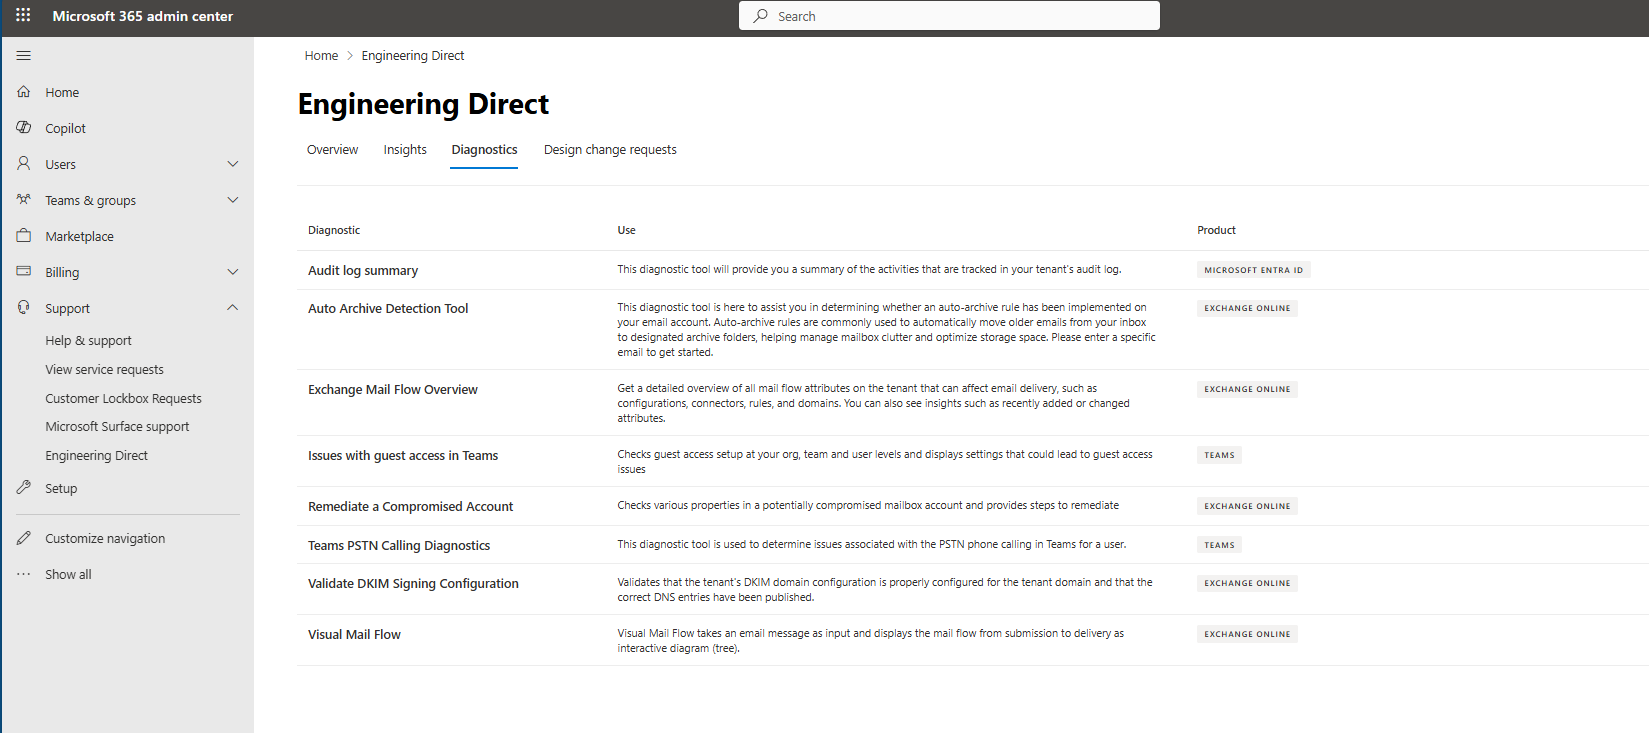 Microsoft 365 admin center
Search
Home
Copilot
Users
Teams & groups
Marketplace
Billing
Support
Help & support
View service requests
Customer Lockbox Requests
Microsoft Surface support
Engineering Direct
Setup
Customize navigation
Show all
Home > Engineering Direct
Engineering Direct
Overview Insights Diagnostics Design change requests
Diagnostic Use Product
Audit log summary
This diagnostic tool will provide you a summary of the activities that are tracked in your tenant's audit log.
MICROSOFT ENTRA ID
Auto Archive Detection Tool
This diagnostic tool is here to assist you in determining whether an auto-archive rule has been implemented on
your email account. Auto-archive rules are commonly used to automatically move older emails from your inbox
to designated archive folders, helping manage mailbox clutter and optimize storage space. Please enter a specific
email to get started.
EXCHANGE ONLINE
Exchange Mail Flow Overview
Get a detailed overview of all mail flow attributes on the tenant that can affect email delivery, such as
configurations, connectors, rules, and domains. You can also see insights such as recently added or changed
attributes.
EXCHANGE ONLINE
Issues with guest access in Teams
Checks guest access setup at your org, team and user levels and displays settings that could lead to guest access
issues
TEAMS
Remediate a Compromised Account
Checks various properties in a potentially compromised mailbox account and provides steps to remediate
EXCHANGE ONLINE
Teams PSTN Calling Diagnostics
This diagnostic tool is used to determine issues associated with the PSTN phone calling in Teams for a user.
TEAMS
Validate DKIM Signing Configuration
Validates that the tenant's DKIM domain configuration is properly configured for the tenant domain and that the
correct DNS entries have been published.
EXCHANGE ONLINE
Visual Mail Flow
Visual Mail Flow takes an email message as input and displays the mail flow from submission to delivery as
interactive diagram (tree).
EXCHANGE ONLINE